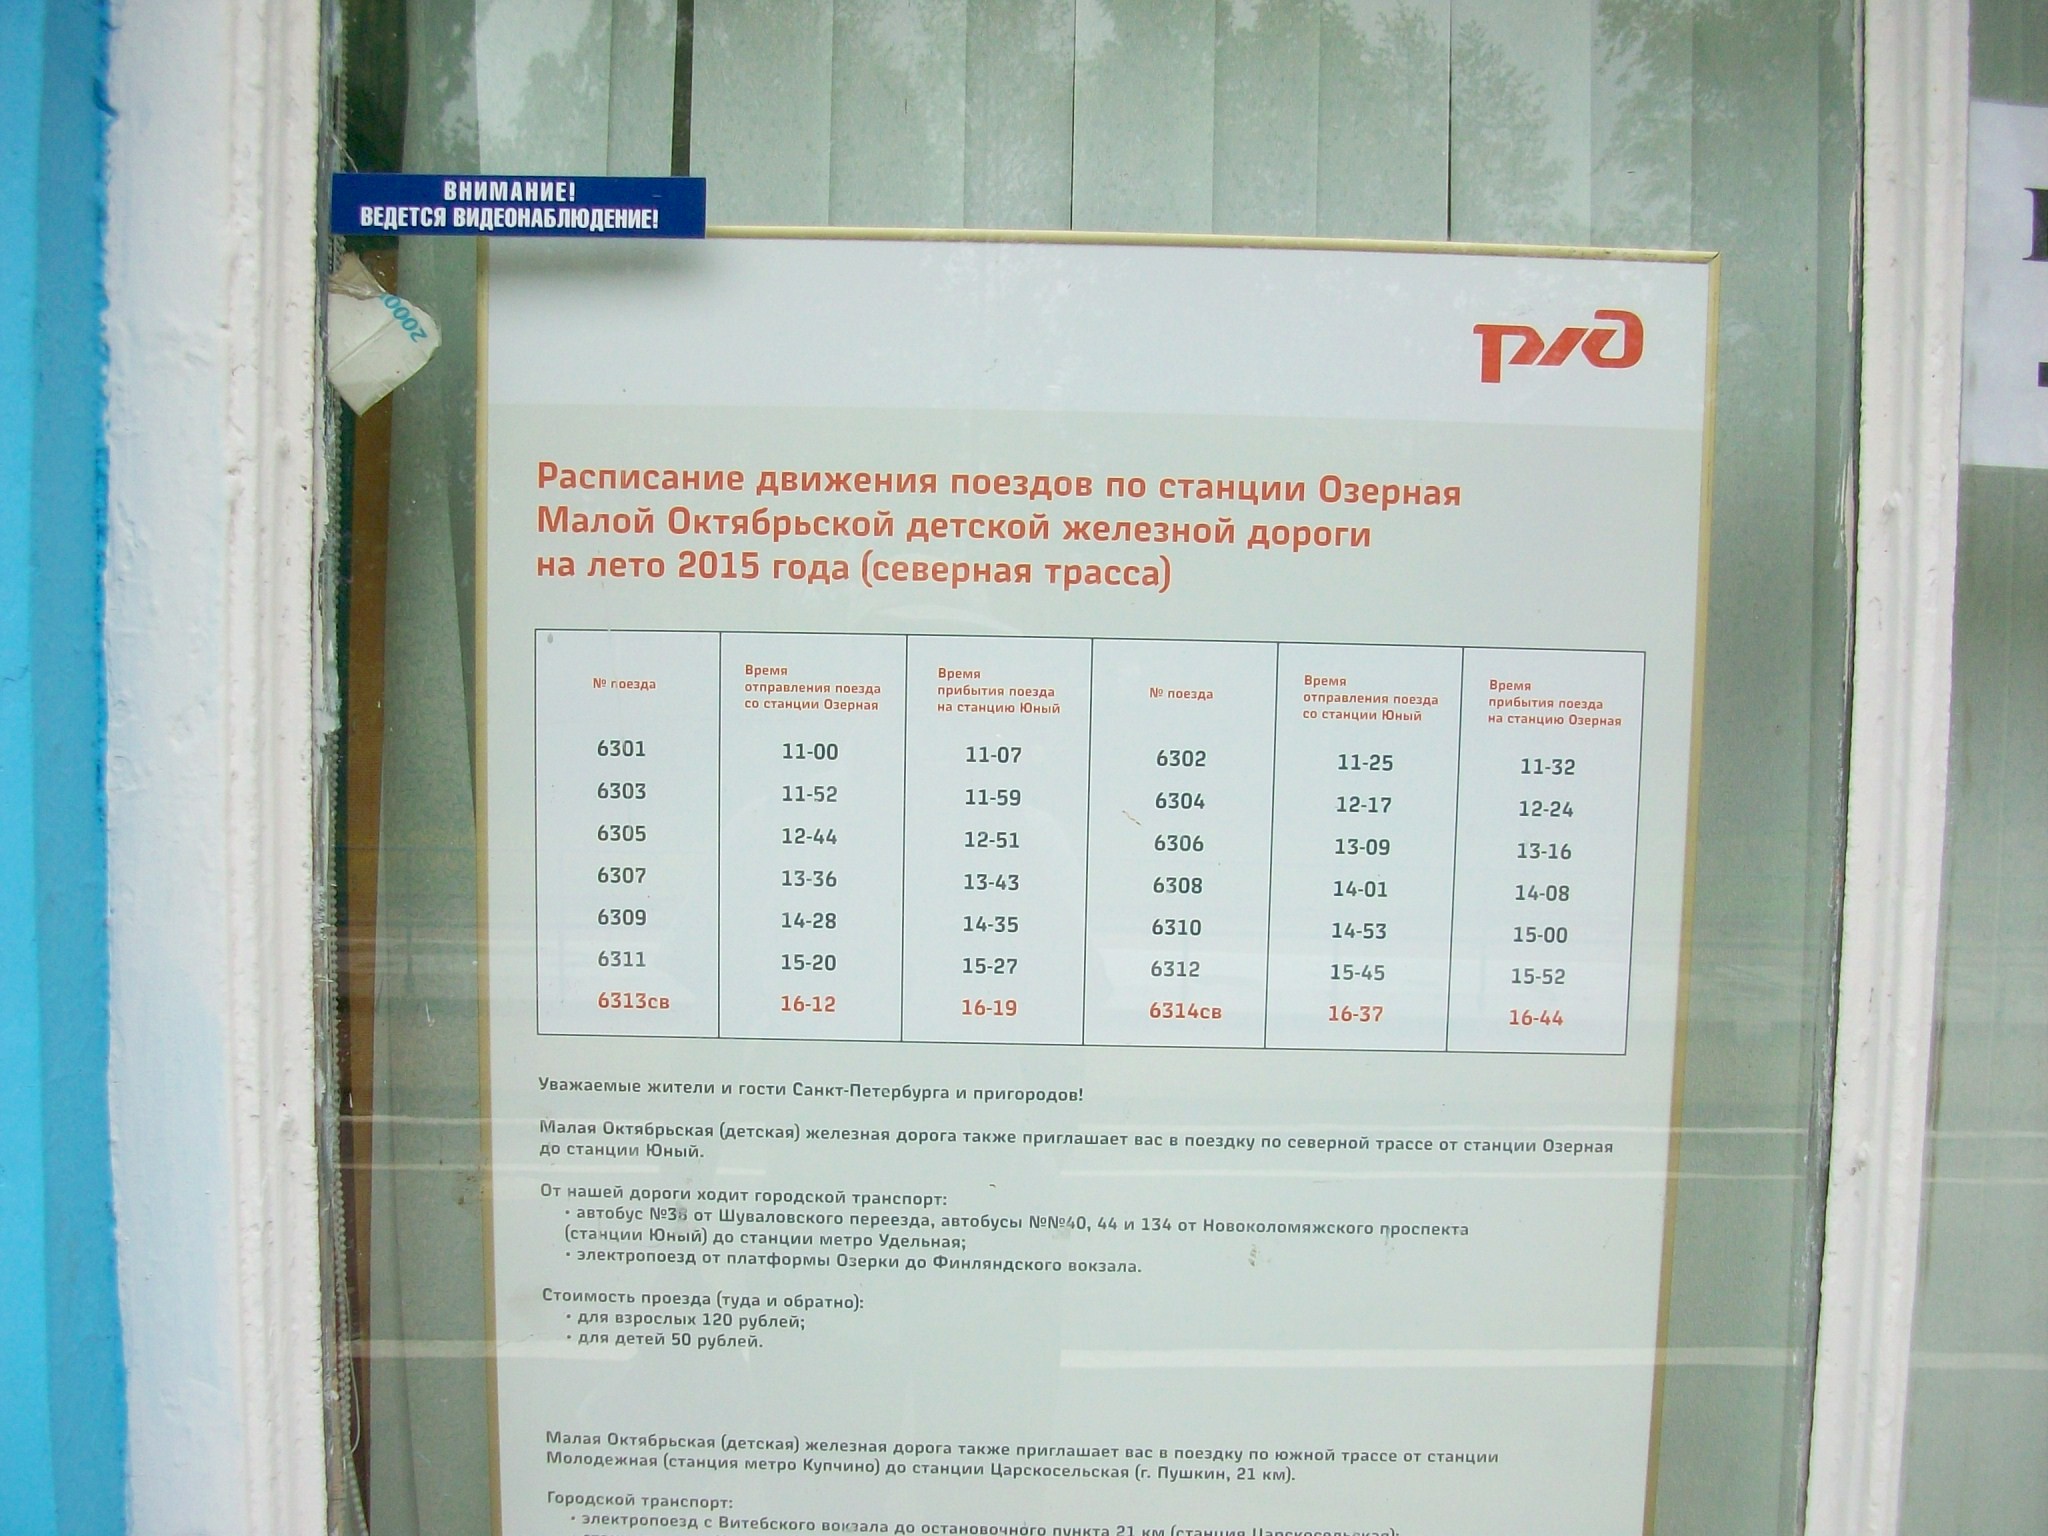 ВНИМАНИЕ!
ВЕДЕТСЯ ВИДЕОНАБЛЮДЕНИЕ!
2000
ржд
Расписание движения поездов по станции Озерная
Малой Октябрьской детской железной дороги
на лето 2015 года (северная трасса)
№ поезда
Время
отправления поезда
со станции Озерная
Время
прибытия поезда
на станцию Юный
№ поезда
Время
отправления поезда
со станции Юный
Время
прибытия поезда
на станцию Озерная
6301 11-00 11-07 6302 11-25 11-32
6303 11-52 11-59 6304 12-17 12-24
6305 12-44 12-51 6306 13-09 13-16
6307 13-36 13-43 6308 14-01 14-08
6309 14-28 14-35 6310 14-53 15-00
6311 15-20 15-27 6312 15-45 15-52
6313св 16-12 16-19 6314св 16-37 16-44
Уважаемые жители и гости Санкт-Петербурга и пригородов!
Малая Октябрьская (детская) железная дорога также приглашает вас в поездку по северной трассе от станции Озерная
до станции Юный.
От нашей дороги ходит городской транспорт:
• автобус №38 от Шуваловского переезда, автобусы №№40, 44 и 134 от Новоколомяжского проспекта
(станции Юный) до станции метро Удельная;
• электропоезд от платформы Озерки до Финляндского вокзала.
Стоимость проезда (туда и обратно):
• для взрослых 120 рублей;
• для детей 50 рублей.
Малая Октябрьская (детская) железная дорога также приглашает вас в поездку по южной трассе от станции
Молодежная (станция метро Купчино) до станции Царскосельская (г. Пушкин, 21 км).
Городской транспорт:
• электропоезд с Витебского вокзала до остановочного пункта 21 км (станция Царскосельская);